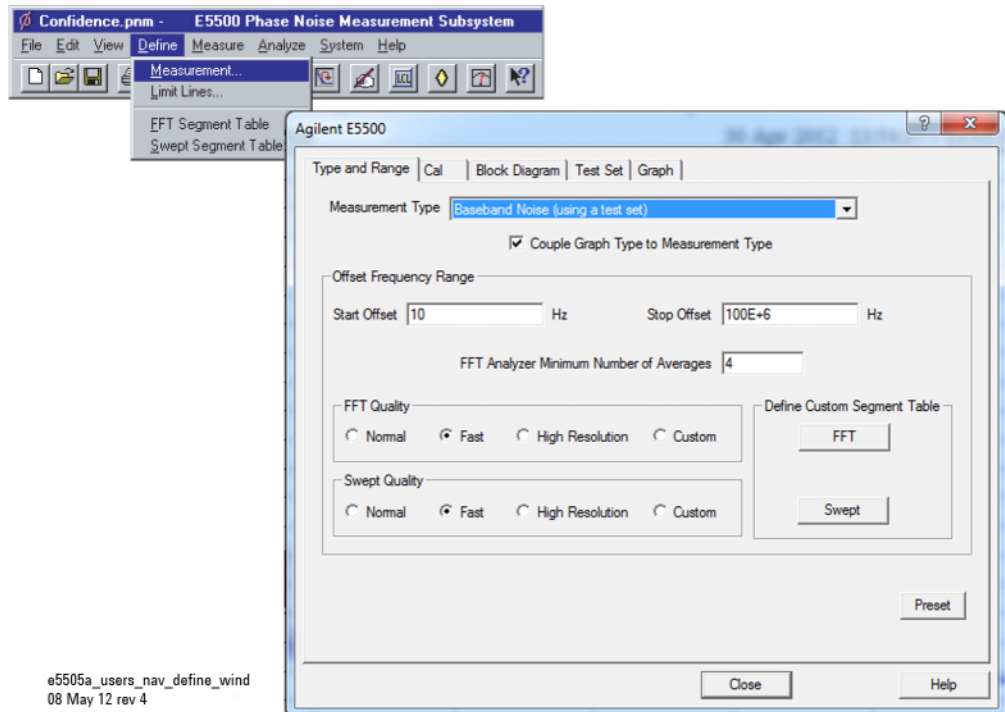 Confidence.pnm - E5500 Phase Noise Measurement Subsystem
File Edit View Define Measure Analyze System Help
Measurement...
Limit Lines...
FFT Segment Table
Swept Segment Table
Agilent E5500
Type and Range Cal Block Diagram Test Set Graph
Measurement Type Baseband Noise (using a test set)
Couple Graph Type to Measurement Type
Offset Frequency Range
Start Offset 10 Hz Stop Offset 100E+6 Hz
FFT Analyzer Minimum Number of Averages 4
FFT Quality
Normal Fast High Resolution Custom
Define Custom Segment Table
FFT
Swept Quality
Normal Fast High Resolution Custom
Swept
Preset
Close Help
e5505a_users_nav_define_wind
08 May 12 rev 4